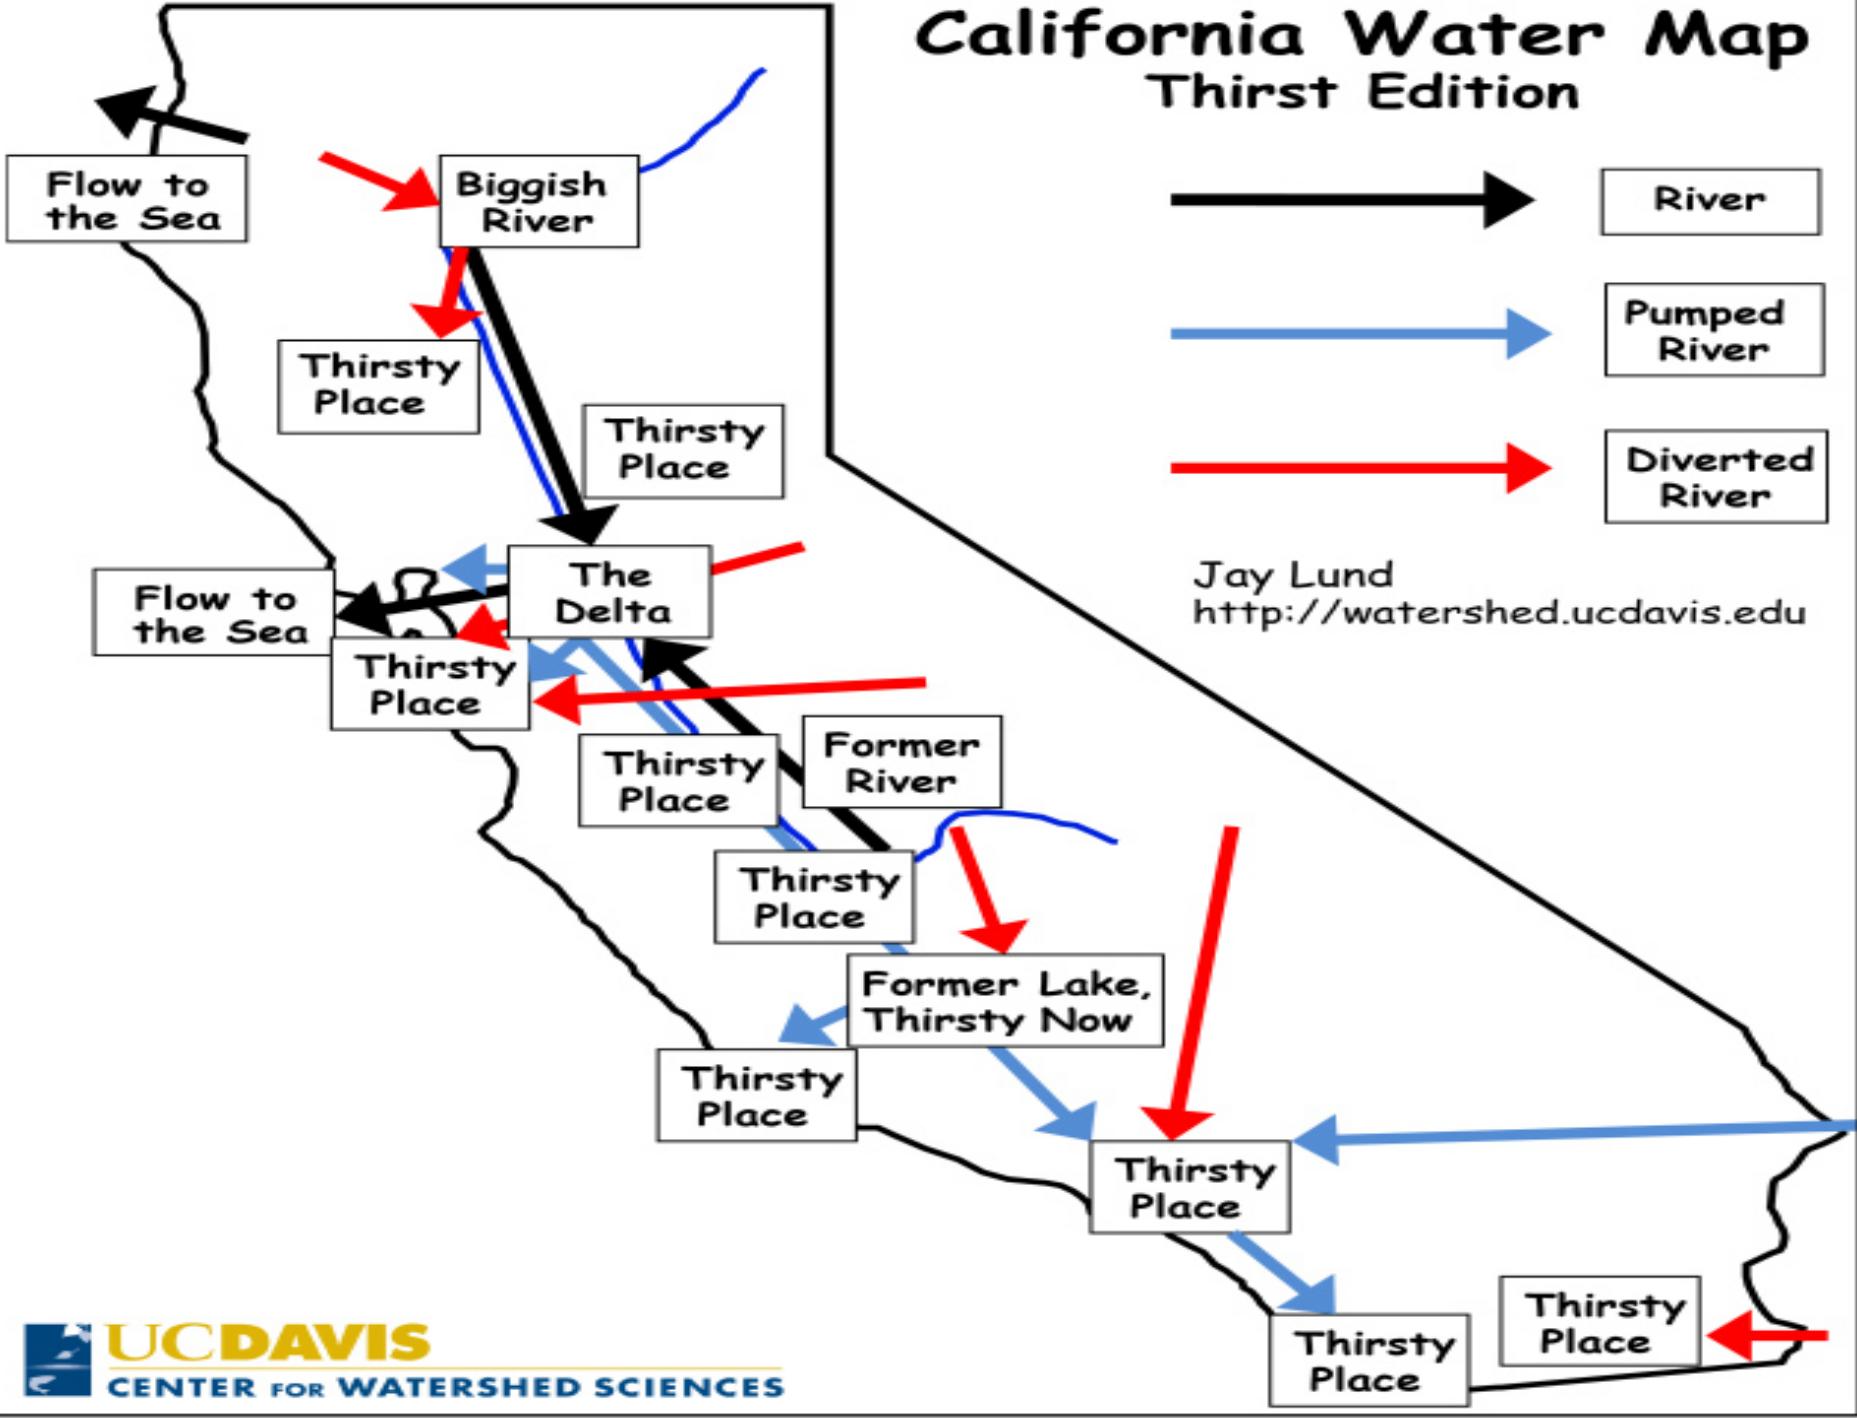 California Water Map
Thirst Edition
River
Pumped
River
Diverted
River
Jay Lund
http://watershed.ucdavis.edu
Flow to
the Sea
Biggish
River
Thirsty
Place
Thirsty
Place
The
Delta
Flow to
the Sea
Thirsty
Place
Thirsty
Place
Former
River
Thirsty
Place
Former Lake,
Thirsty Now
Thirsty
Place
Thirsty
Place
Thirsty
Place
Thirsty
Place
UCDAVIS
CENTER FOR WATERSHED SCIENCES